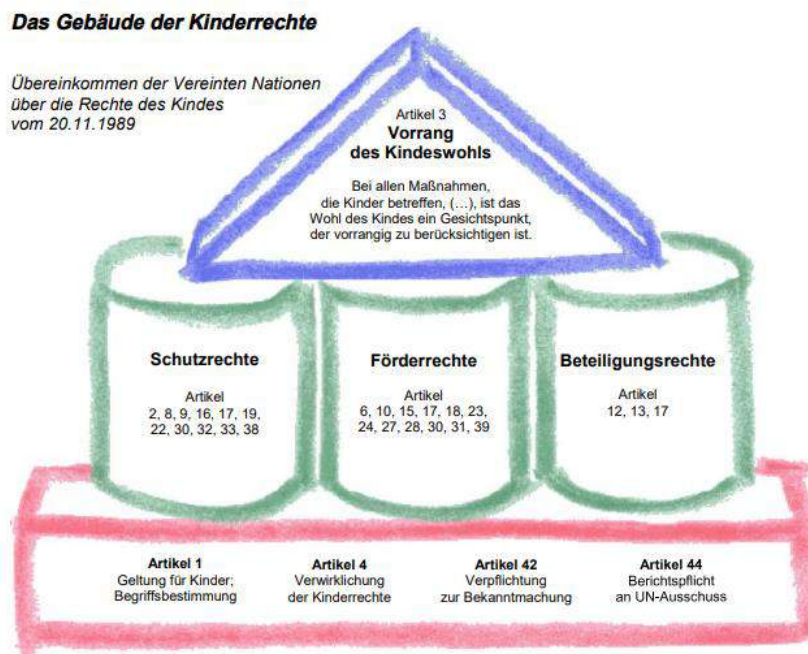 Das Gebäude der Kinderrechte
Übereinkommen der Vereinten Nationen
über die Rechte des Kindes
vom 20.11.1989
Artikel 3
Vorrang
des Kindeswohls
Bei allen Maßnahmen,
die Kinder betreffen, (…), ist das
Wohl des Kindes ein Gesichtspunkt,
der vorrangig zu berücksichtigen ist.
Schutzrechte
Artikel
2, 8, 9, 16, 17, 19,
22, 30, 32, 33, 38
Förderrechte
Artikel
6, 10, 15, 17, 18, 23,
24, 27, 28, 30, 31, 39
Beteiligungsrechte
Artikel
12, 13, 17
Artikel 1
Geltung für Kinder;
Begriffsbestimmung
Artikel 4
Verwirklichung
der Kinderrechte
Artikel 42
Verpflichtung
zur Bekanntmachung
Artikel 44
Berichtspflicht
an UN-Ausschuss